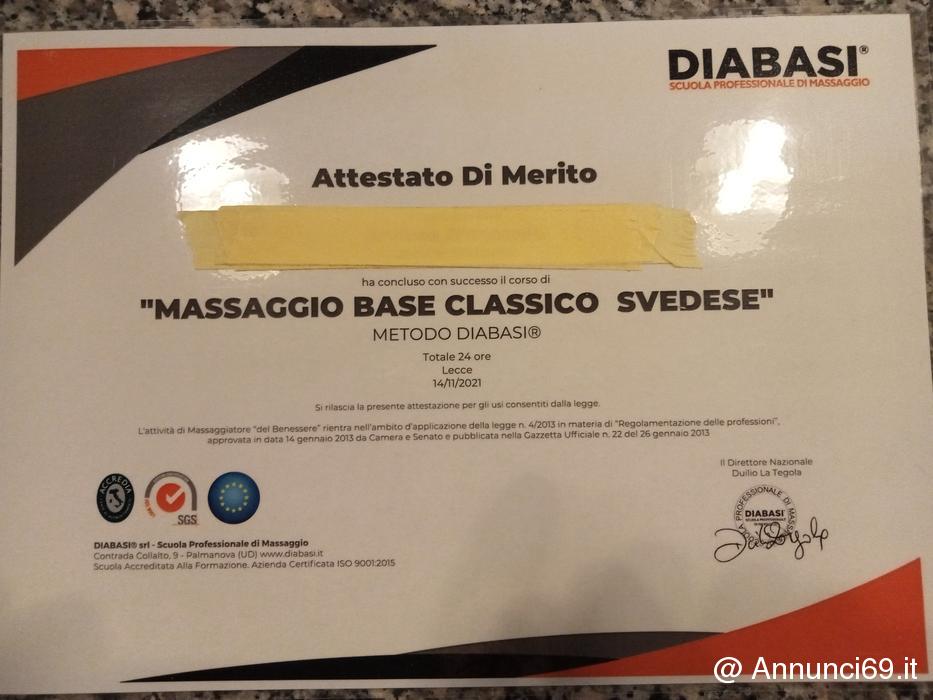 DIABASI®
SCUOLA PROFESSIONALE DI MASSAGGIO
Attestato Di Merito
ha concluso con successo il corso di
"MASSAGGIO BASE CLASSICO SVEDESE"
METODO DIABASI®
Totale 24 ore
Lecce
14/11/2021
Si rilascia la presente attestazione per gli usi consentiti dalla legge.
L'attività di Massaggiatore "del Benessere" rientra nell'ambito d'applicazione della legge n. 4/2013 in materia di "Regolamentazione delle professioni",
approvata in data 14 gennaio 2013 da Camera e Senato e pubblicata nella Gazzetta Ufficiale n. 22 del 26 gennaio 2013
Il Direttore Nazionale
Duilio La Tegola
ACCREDIA
SGS
DIABASI
DIABASI® srl - Scuola Professionale di Massaggio
Contrada Collalto, 9 - Palmanova (UD) www.diabasi.it
Scuola Accreditata Alla Formazione. Azienda Certificata ISO 9001:2015
@ Annunci69.it